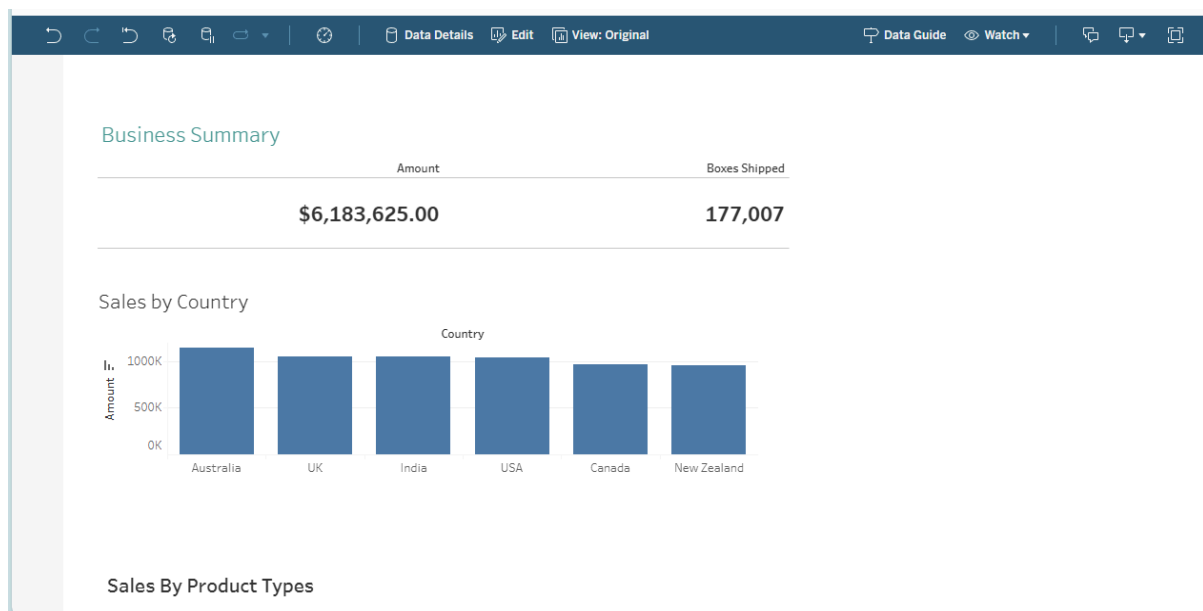 Data Details Edit View: Original Data Guide Watch
Business Summary
Amount Boxes Shipped
$6,183,625.00 177,007
Sales by Country
Country
1000K
500K
0K
Amount
Australia UK India USA Canada New Zealand
Sales By Product Types